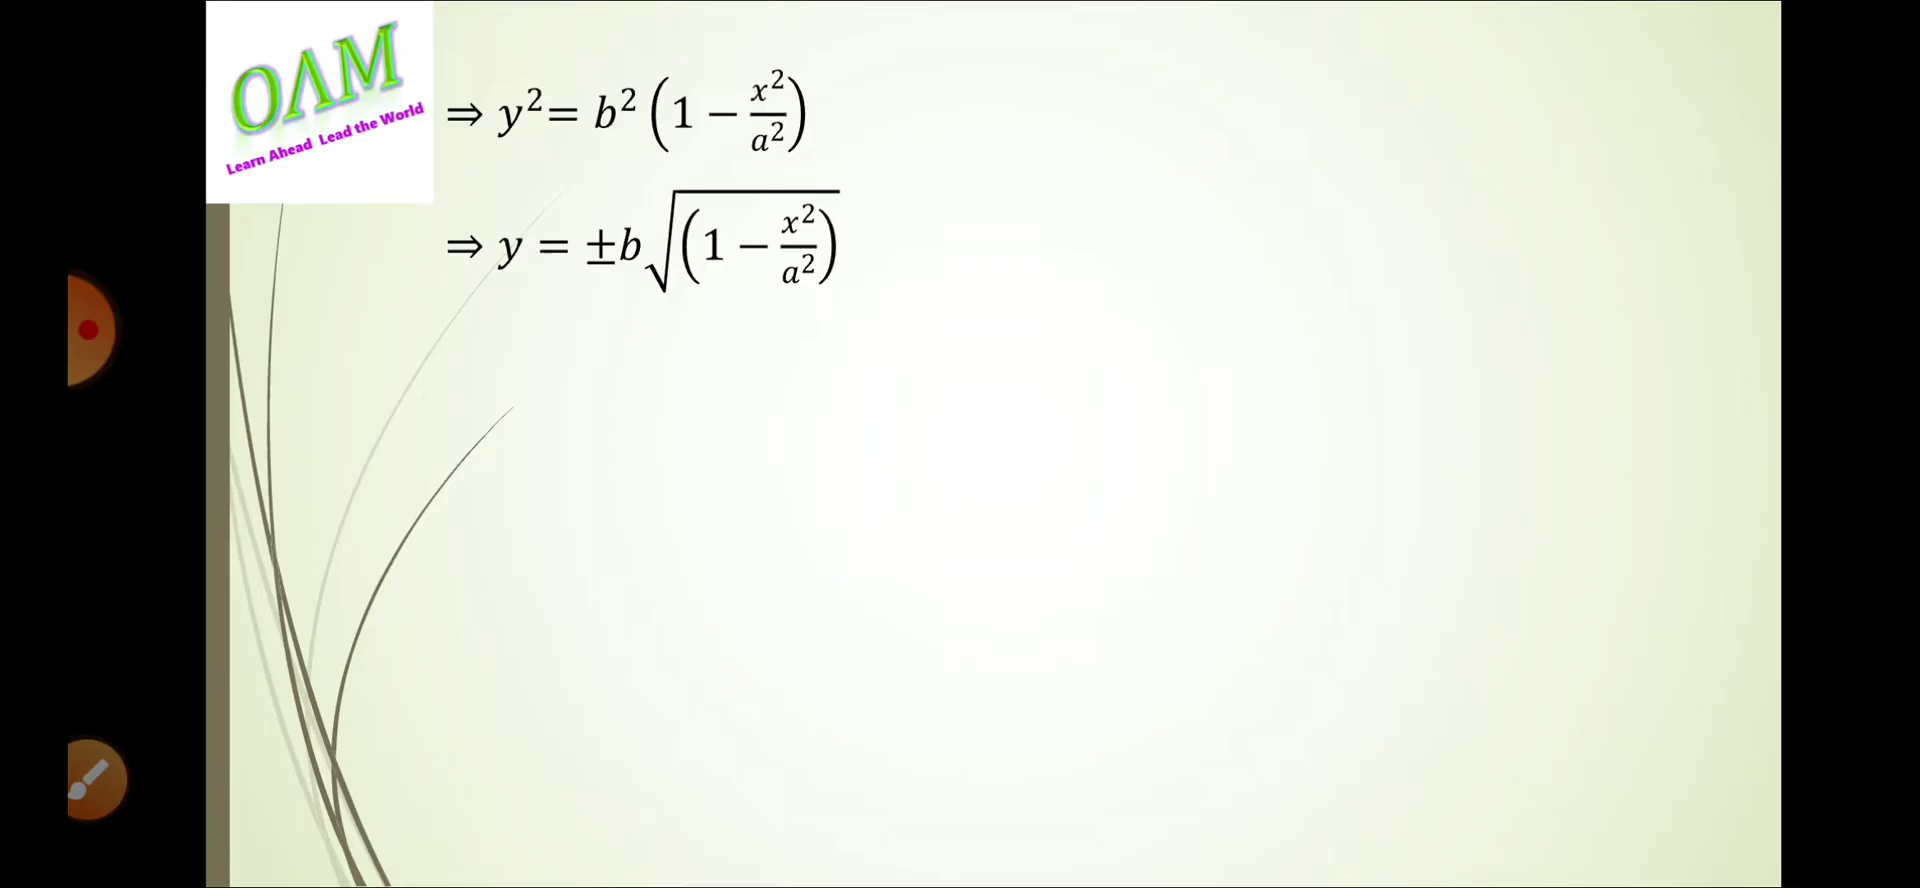 OΛM
Learn Ahead Lead the World
⇒ y² = b² (1 − x²/a²)
⇒ y = ±b√(1 − x²/a²)